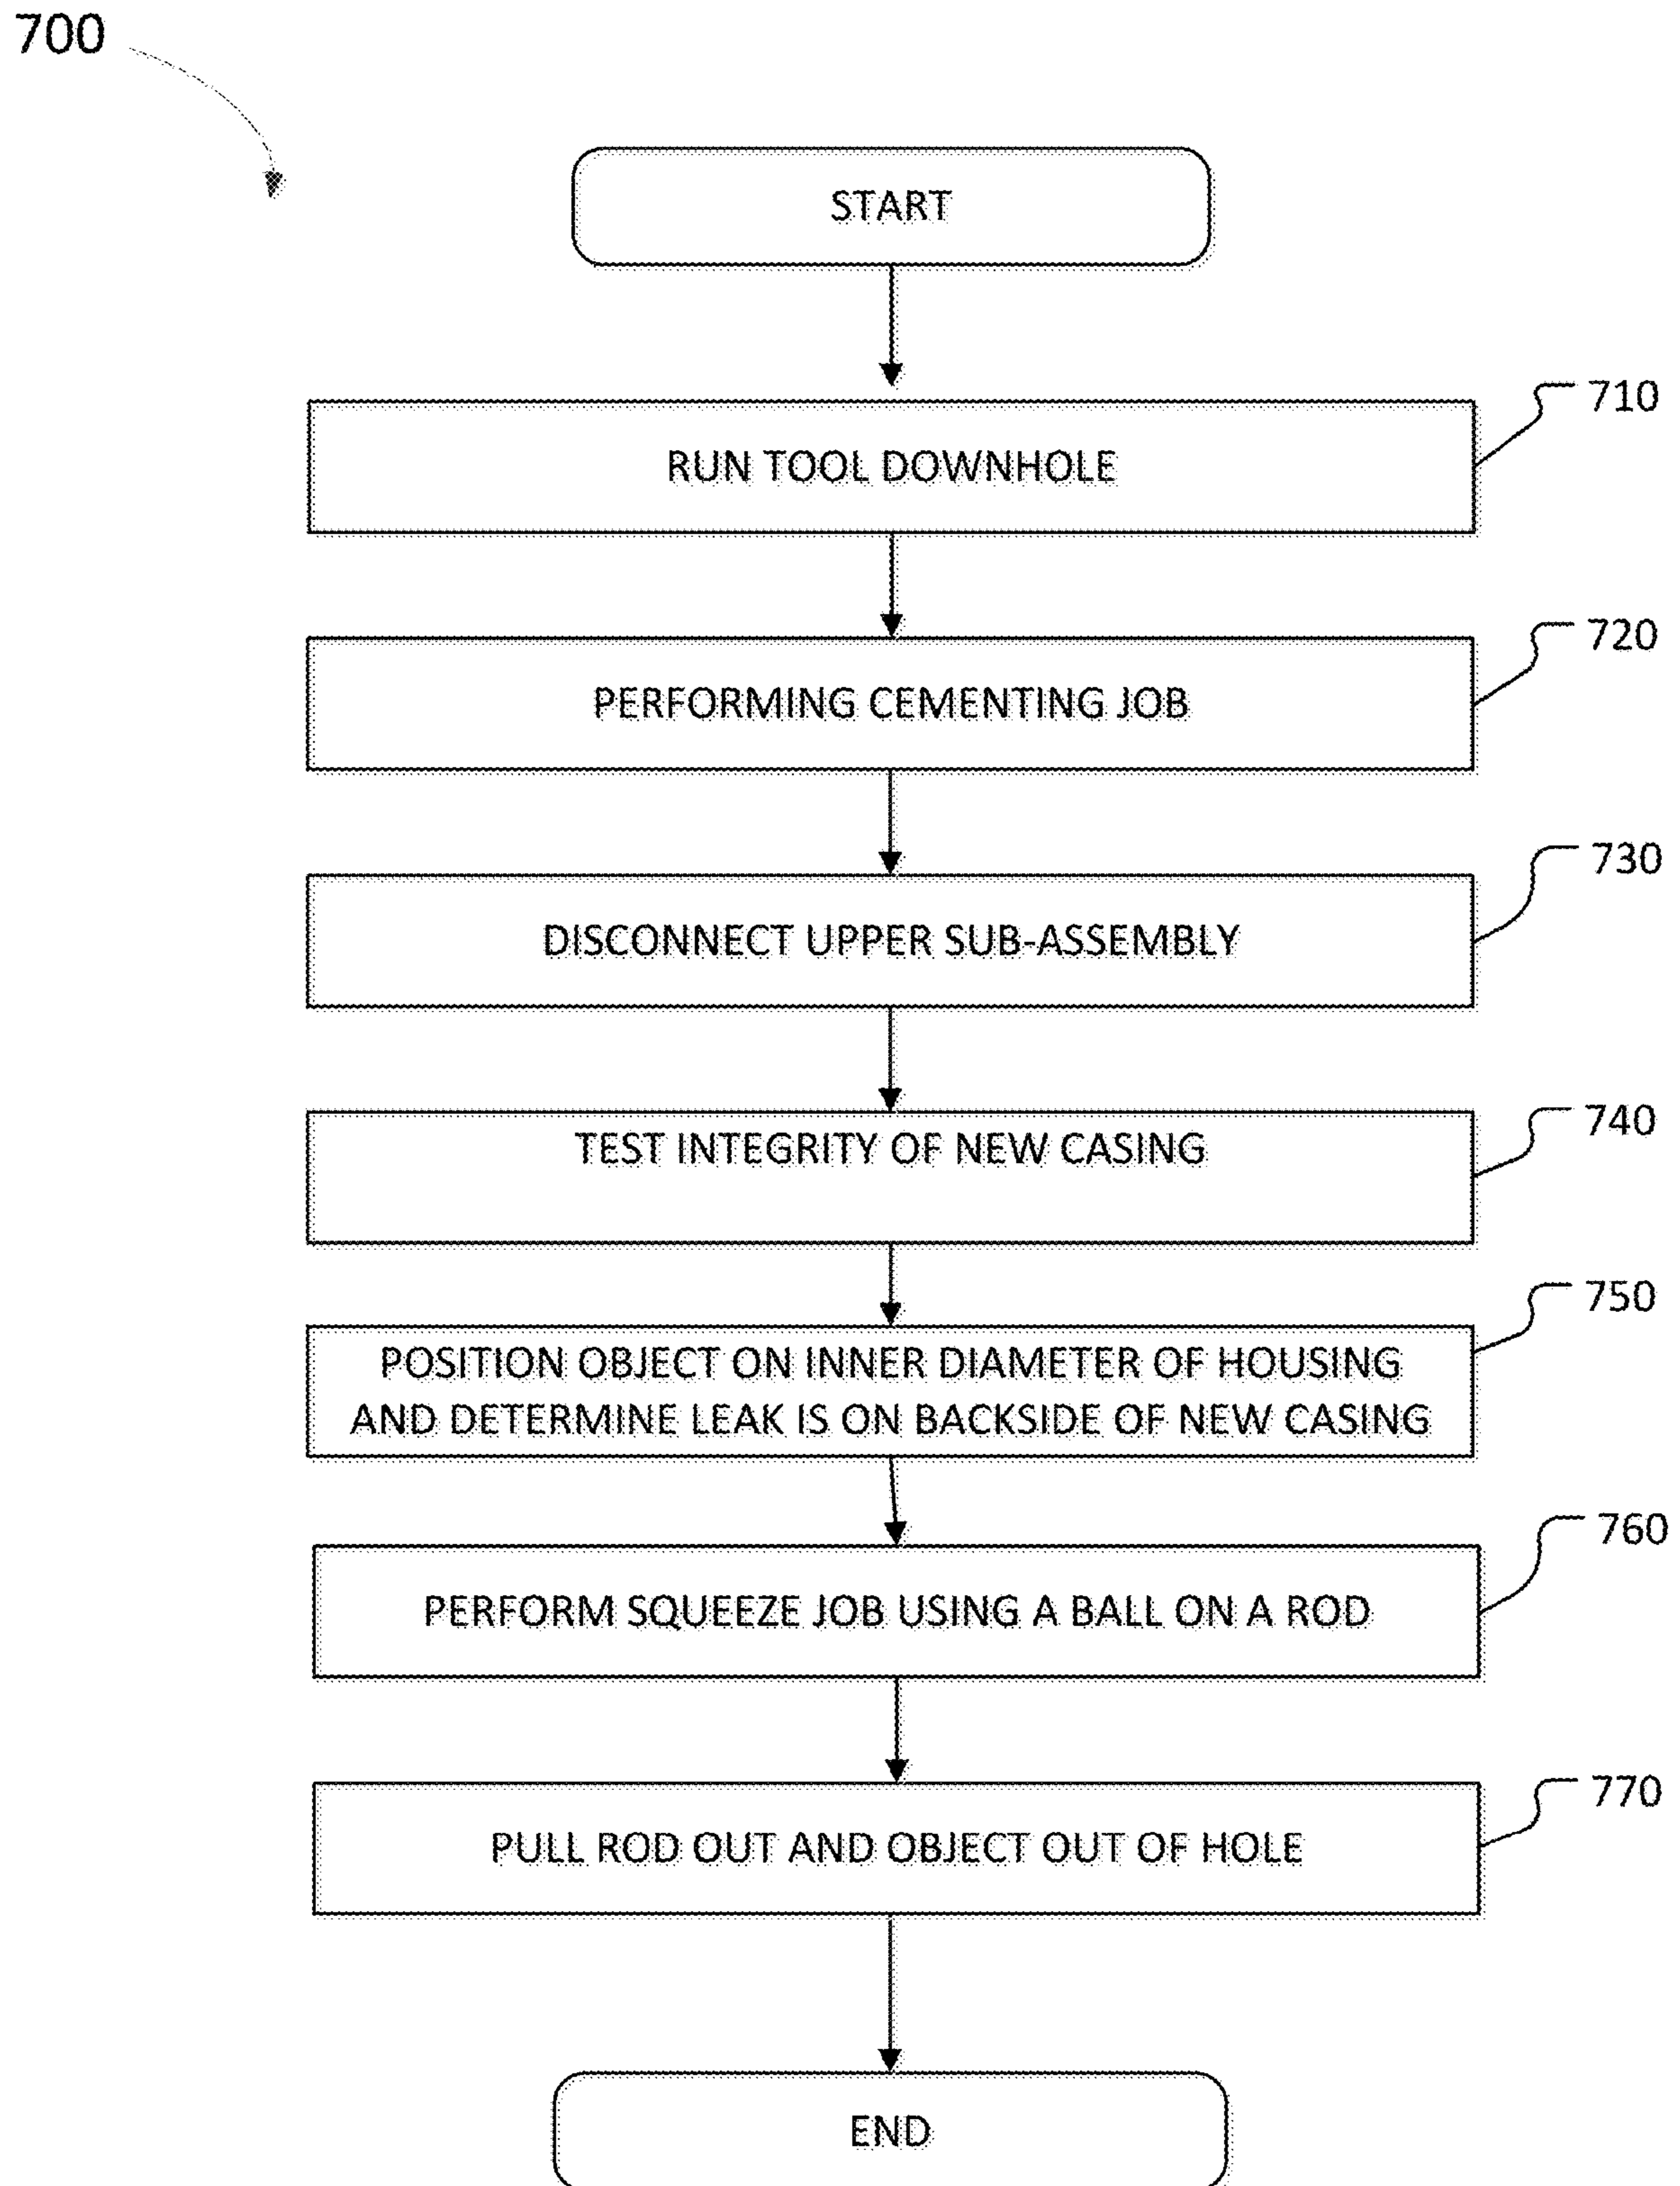 700
START
RUN TOOL DOWNHOLE
710
PERFORMING CEMENTING JOB
720
DISCONNECT UPPER SUB-ASSEMBLY
730
TEST INTEGRITY OF NEW CASING
740
POSITION OBJECT ON INNER DIAMETER OF HOUSING
AND DETERMINE LEAK IS ON BACKSIDE OF NEW CASING
750
PERFORM SQUEEZE JOB USING A BALL ON A ROD
760
PULL ROD OUT AND OBJECT OUT OF HOLE
770
END